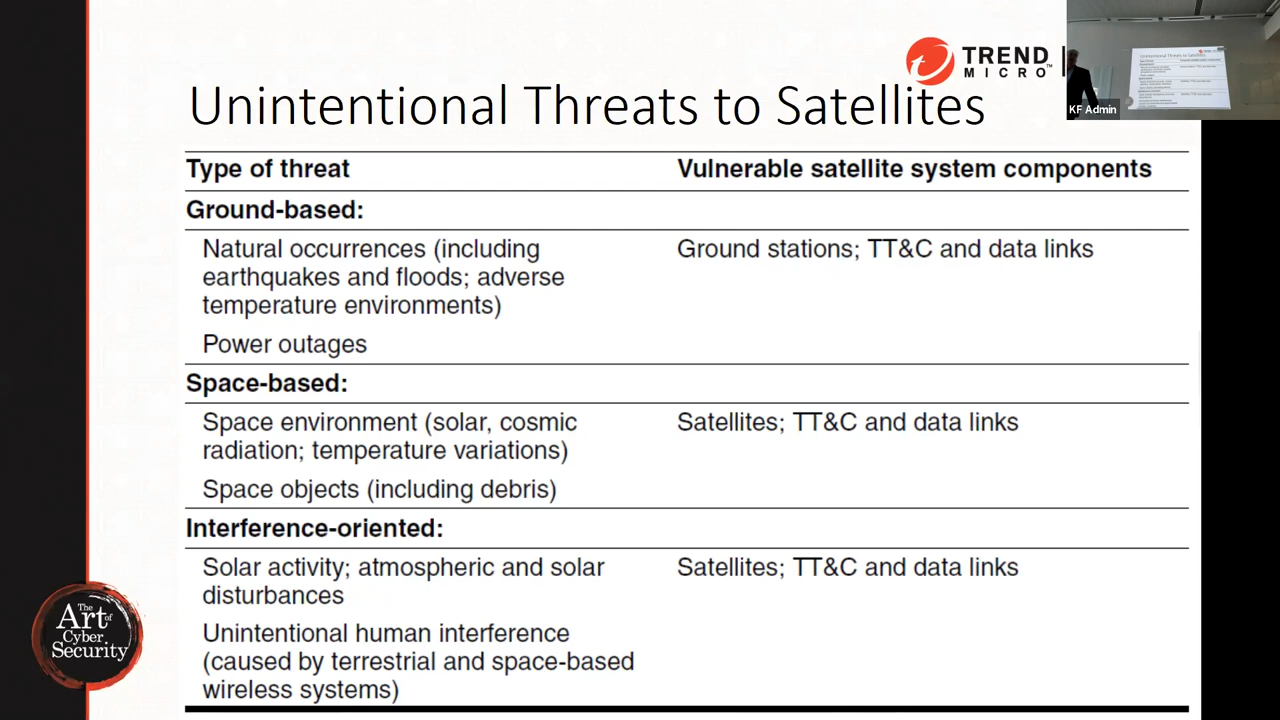 TREND
MICRO™
Unintentional Threats to Satellites
KF Admin
Type of threat Vulnerable satellite system components
Ground-based:
Natural occurrences (including Ground stations; TT&C and data links
earthquakes and floods; adverse
temperature environments)
Power outages
Space-based:
Space environment (solar, cosmic Satellites; TT&C and data links
radiation; temperature variations)
Space objects (including debris)
Interference-oriented:
Solar activity; atmospheric and solar Satellites; TT&C and data links
disturbances
Unintentional human interference
(caused by terrestrial and space-based
wireless systems)
The
Art of
Cyber
Security